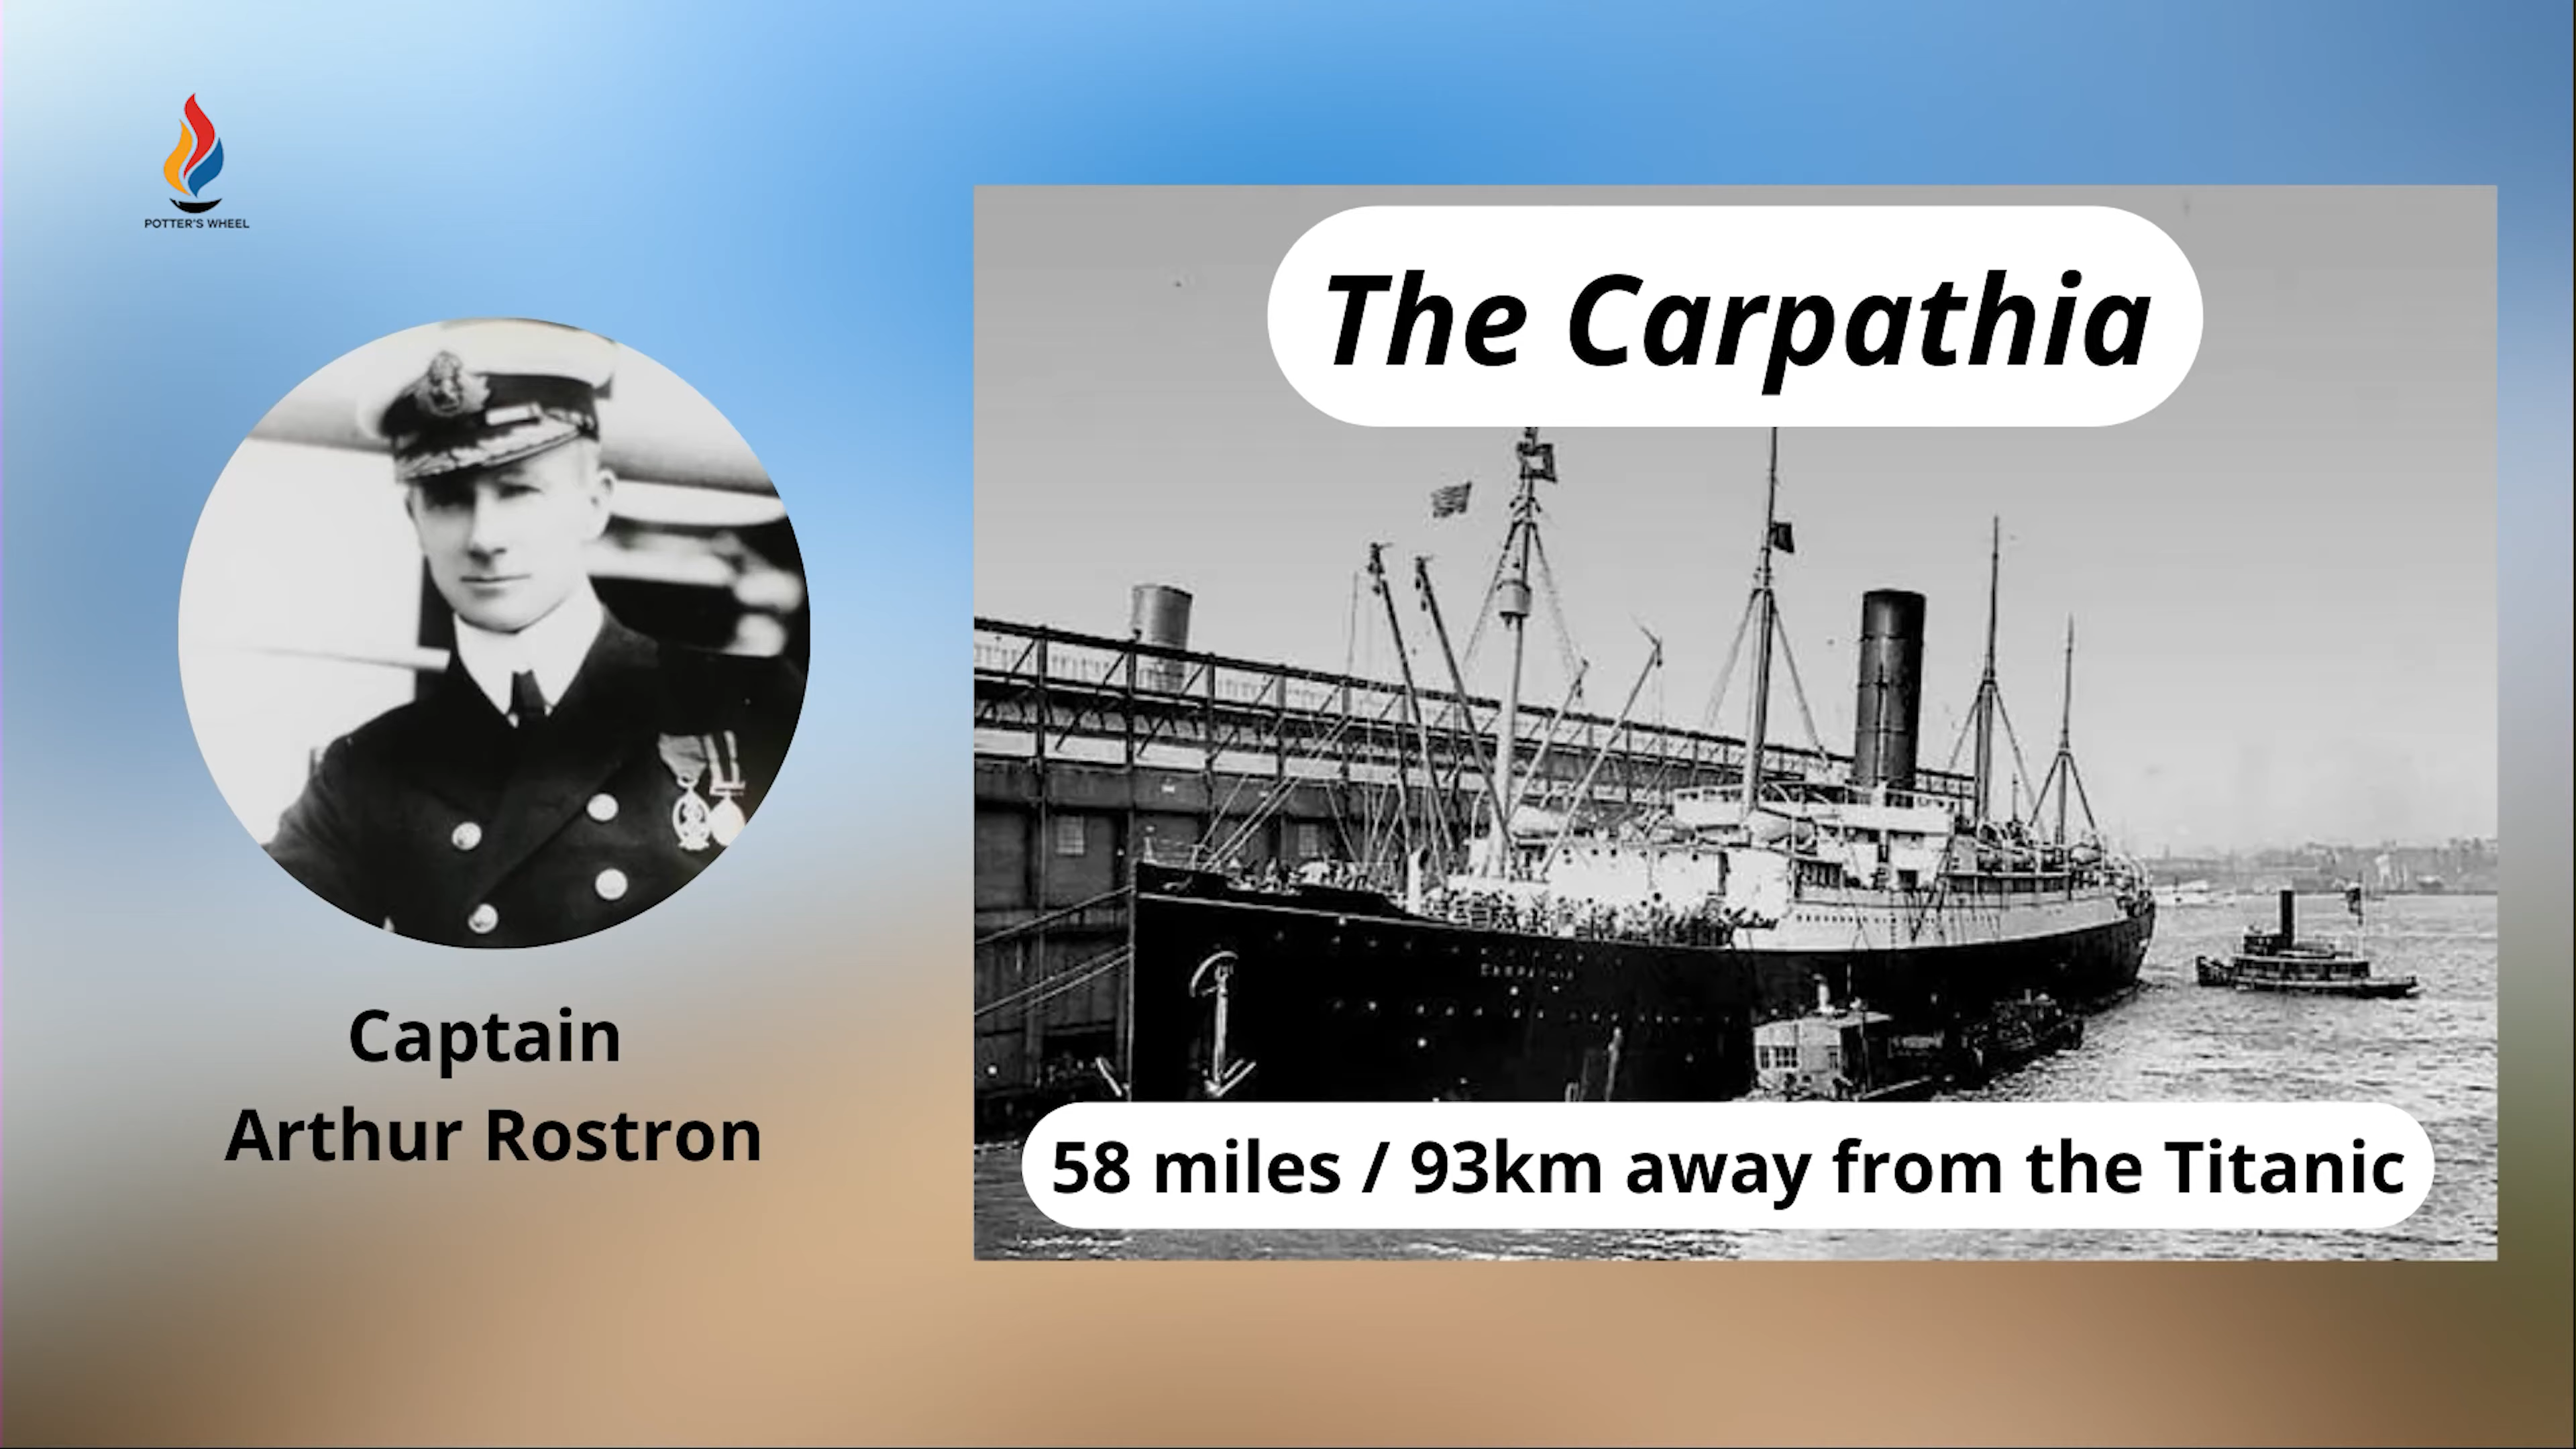 POTTER'S WHEEL
The Carpathia
Captain
Arthur Rostron
58 miles / 93km away from the Titanic